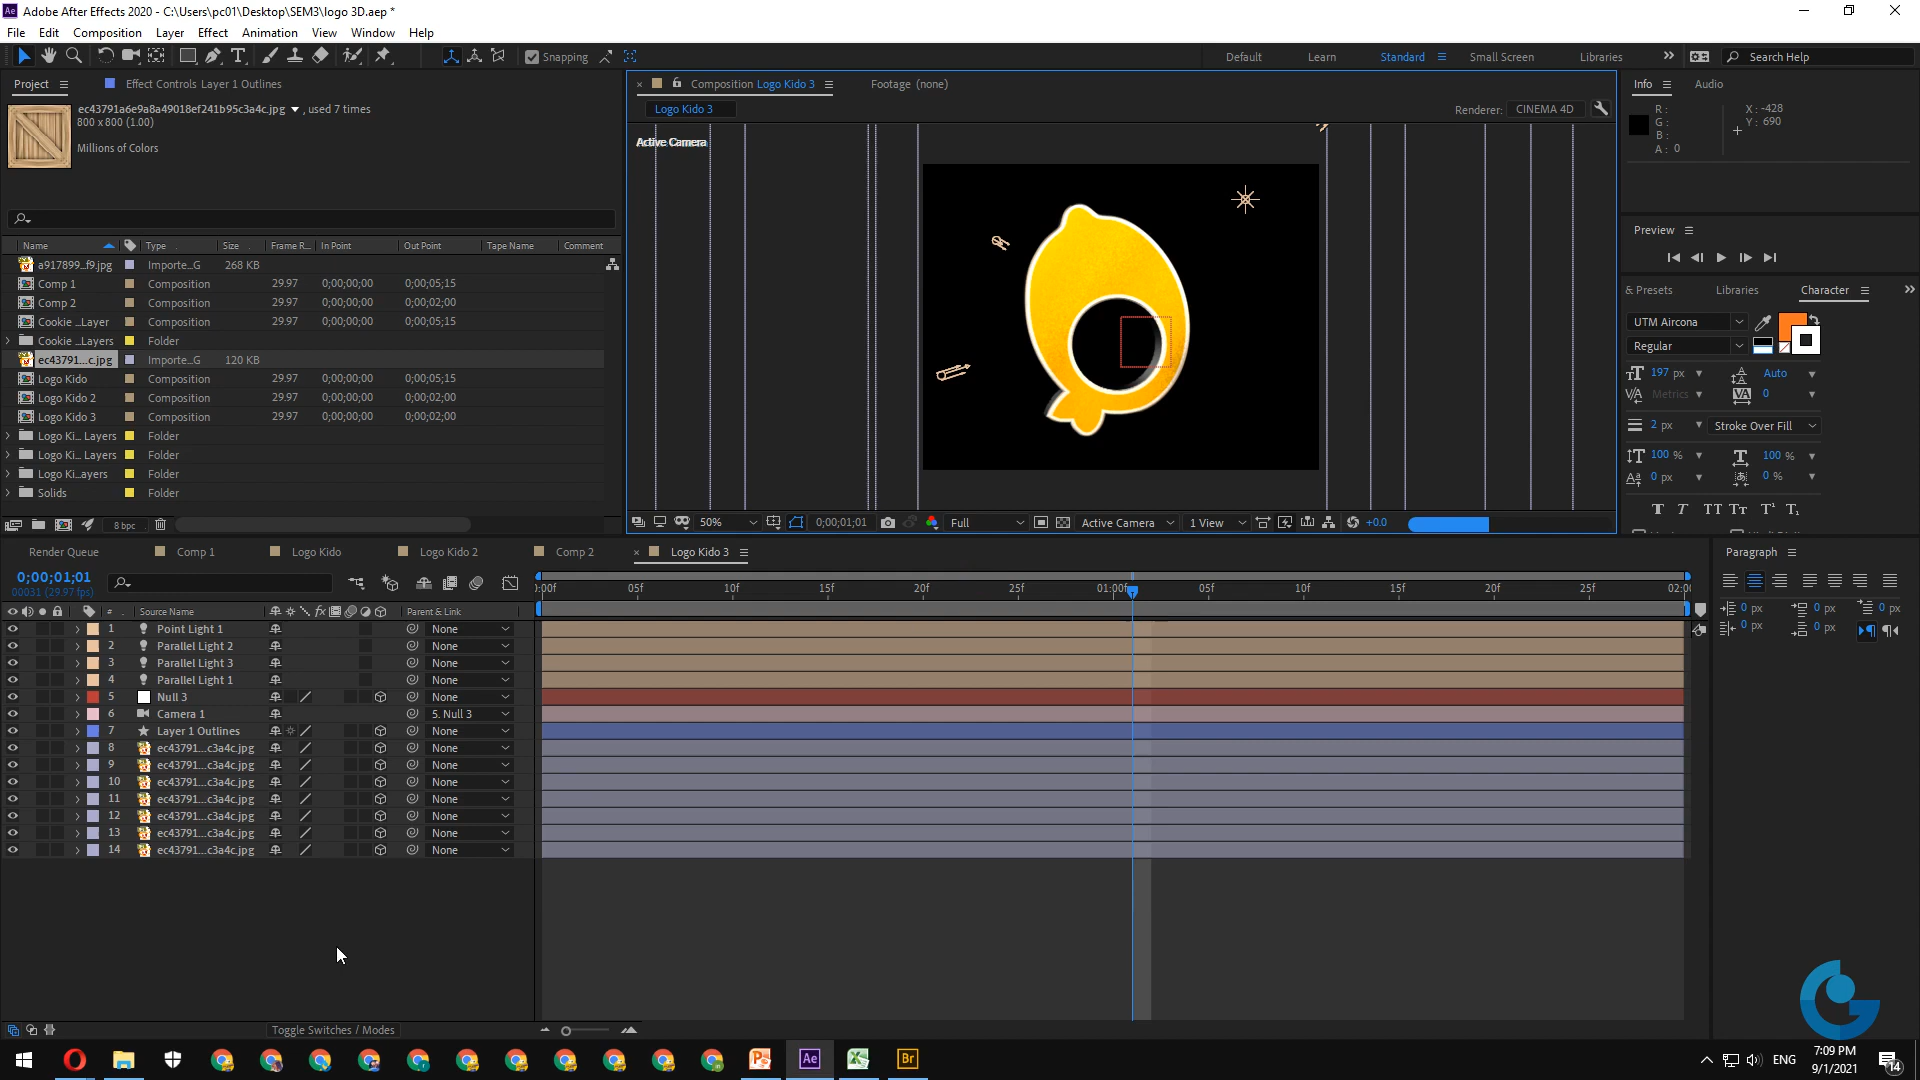 Adobe After Effects 2020 - C:\Users\pc01\Desktop\SEM3\logo 3D.aep *
File Edit Composition Layer Effect Animation View Window Help
Snapping
Default Learn Standard Small Screen Libraries Search Help
Project Effect Controls Layer 1 Outlines
ec43791a6e9a8a49018ef241b95c3a4c.jpg , used 7 times
800 x 800 (1.00)
Millions of Colors
Name Type Size Frame R... In Point Out Point Tape Name Comment
a917899...f9.jpg Importe...G 268 KB
Comp 1 Composition 29.97 0;00;00;00 0;00;05;15
Comp 2 Composition 29.97 0;00;00;00 0;00;02;00
Cookie ...Layer Composition 29.97 0;00;00;00 0;00;05;15
Cookie ...Layers Folder
ec43791...c.jpg Importe...G 120 KB
Logo Kido Composition 29.97 0;00;00;00 0;00;05;15
Logo Kido 2 Composition 29.97 0;00;00;00 0;00;02;00
Logo Kido 3 Composition 29.97 0;00;00;00 0;00;02;00
Logo Ki... Layers Folder
Logo Ki... Layers Folder
Logo Ki...ayers Folder
Solids Folder
8 bpc
Composition Logo Kido 3 Footage (none)
Logo Kido 3 Renderer: CINEMA 4D
Active Camera
50% 0;00;01;01 Full Active Camera 1 View +0.0
Info Audio
R : X : -428
G : Y : 690
B :
A : 0
Preview
& Presets Libraries Character
UTM Aircona
Regular
197 px Auto
Metrics 0
2 px Stroke Over Fill
100 % 100 %
0 px 0 %
Render Queue Comp 1 Logo Kido Logo Kido 2 Comp 2 Logo Kido 3
0;00;01;01
00031 (29.97 fps)
):00f 05f 10f 15f 20f 25f 01:00f 05f 10f 15f 20f 25f 02:00
# Source Name fx Parent & Link
1 Point Light 1 None
2 Parallel Light 2 None
3 Parallel Light 3 None
4 Parallel Light 1 None
5 Null 3 None
6 Camera 1 5. Null 3
7 Layer 1 Outlines None
8 ec43791...c3a4c.jpg None
9 ec43791...c3a4c.jpg None
10 ec43791...c3a4c.jpg None
11 ec43791...c3a4c.jpg None
12 ec43791...c3a4c.jpg None
13 ec43791...c3a4c.jpg None
14 ec43791...c3a4c.jpg None
Toggle Switches / Modes
Paragraph
0 px 0 px 0 px
0 px 0 px
Ae Br ENG 7:09 PM
9/1/2021 14